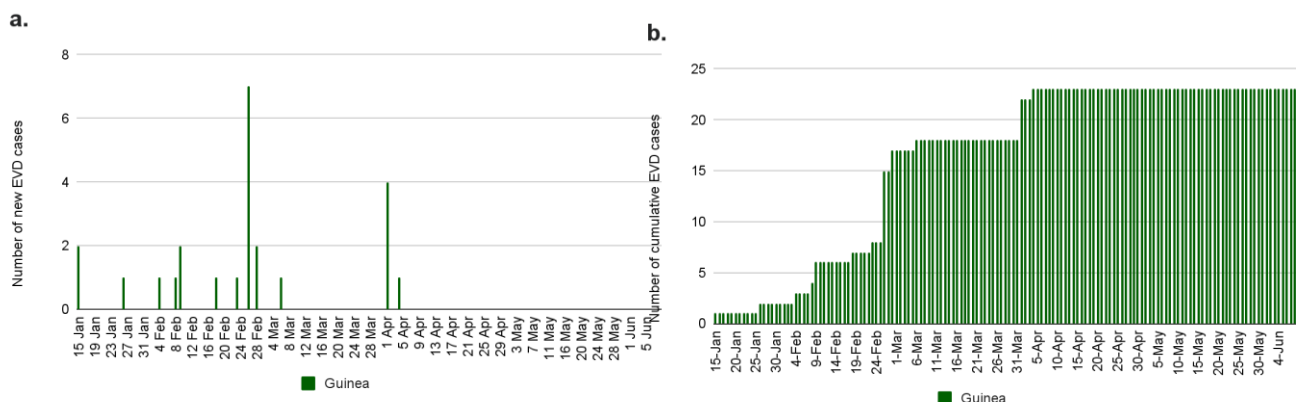 a.
Number of new EVD cases
8
6
4
2
0
15 Jan
19 Jan
23 Jan
27 Jan
31 Jan
4 Feb
8 Feb
12 Feb
16 Feb
20 Feb
24 Feb
28 Feb
4 Mar
8 Mar
12 Mar
16 Mar
20 Mar
24 Mar
28 Mar
1 Apr
5 Apr
9 Apr
13 Apr
17 Apr
21 Apr
25 Apr
29 Apr
3 May
7 May
11 May
16 May
20 May
24 May
28 May
1 Jun
5 Jun
Guinea
b.
Number of cumulative EVD cases
25
20
15
10
5
0
15-Jan
20-Jan
25-Jan
30-Jan
4-Feb
9-Feb
19-Feb
24-Feb
1-Mar
6-Mar
11-Mar
16-Mar
21-Mar
26-Mar
31-Mar
5-Apr
10-Apr
15-Apr
20-Apr
25-Apr
30-Apr
5-May
10-May
15-May
20-May
25-May
30-May
4-Jun
Guinea